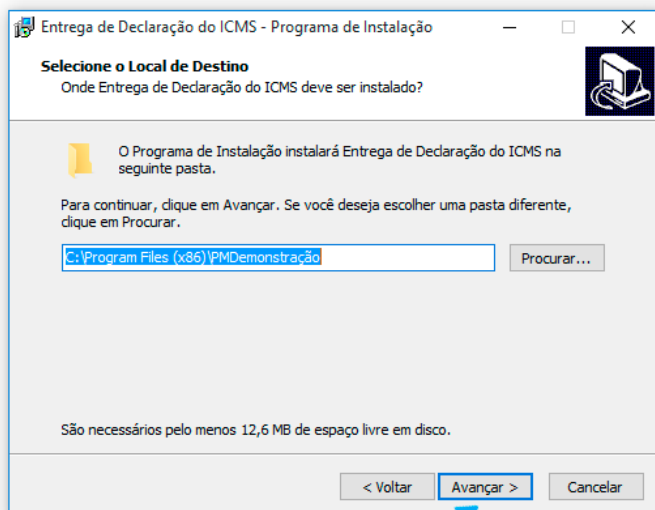 Entrega de Declaração do ICMS - Programa de Instalação
Selecione o Local de Destino
Onde Entrega de Declaração do ICMS deve ser instalado?
O Programa de Instalação instalará Entrega de Declaração do ICMS na
seguinte pasta.
Para continuar, clique em Avançar. Se você deseja escolher uma pasta diferente,
clique em Procurar.
C:\Program Files (x86)\PMDemonstração
Procurar...
São necessários pelo menos 12,6 MB de espaço livre em disco.
< Voltar
Avançar >
Cancelar